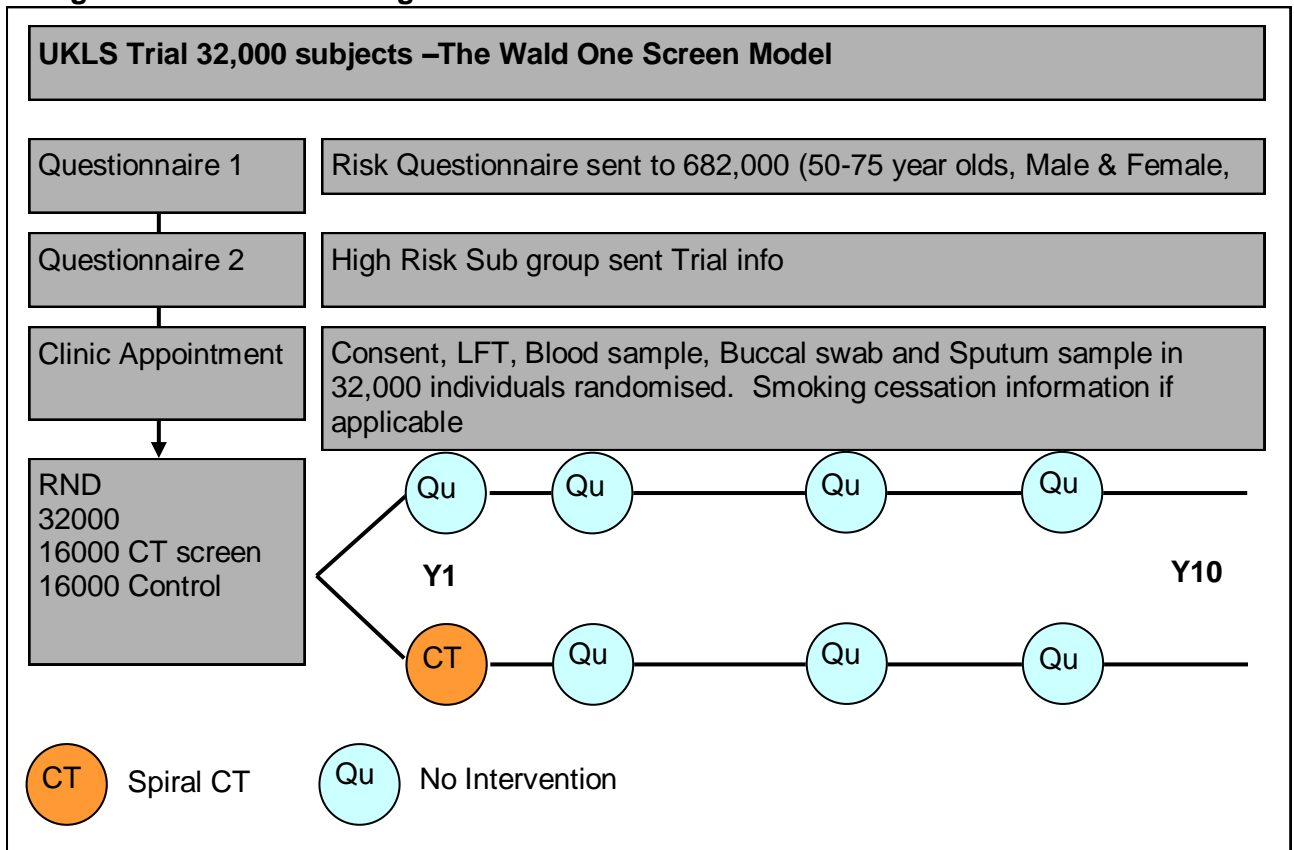 UKLS Trial 32,000 subjects –The Wald One Screen Model
Questionnaire 1
Risk Questionnaire sent to 682,000 (50-75 year olds, Male & Female,
Questionnaire 2
High Risk Sub group sent Trial info
Clinic Appointment
Consent, LFT, Blood sample, Buccal swab and Sputum sample in
32,000 individuals randomised. Smoking cessation information if
applicable
RND
32000
16000 CT screen
16000 Control
Qu Qu Qu Qu
Y1 Y10
CT Qu Qu Qu
CT Spiral CT Qu No Intervention